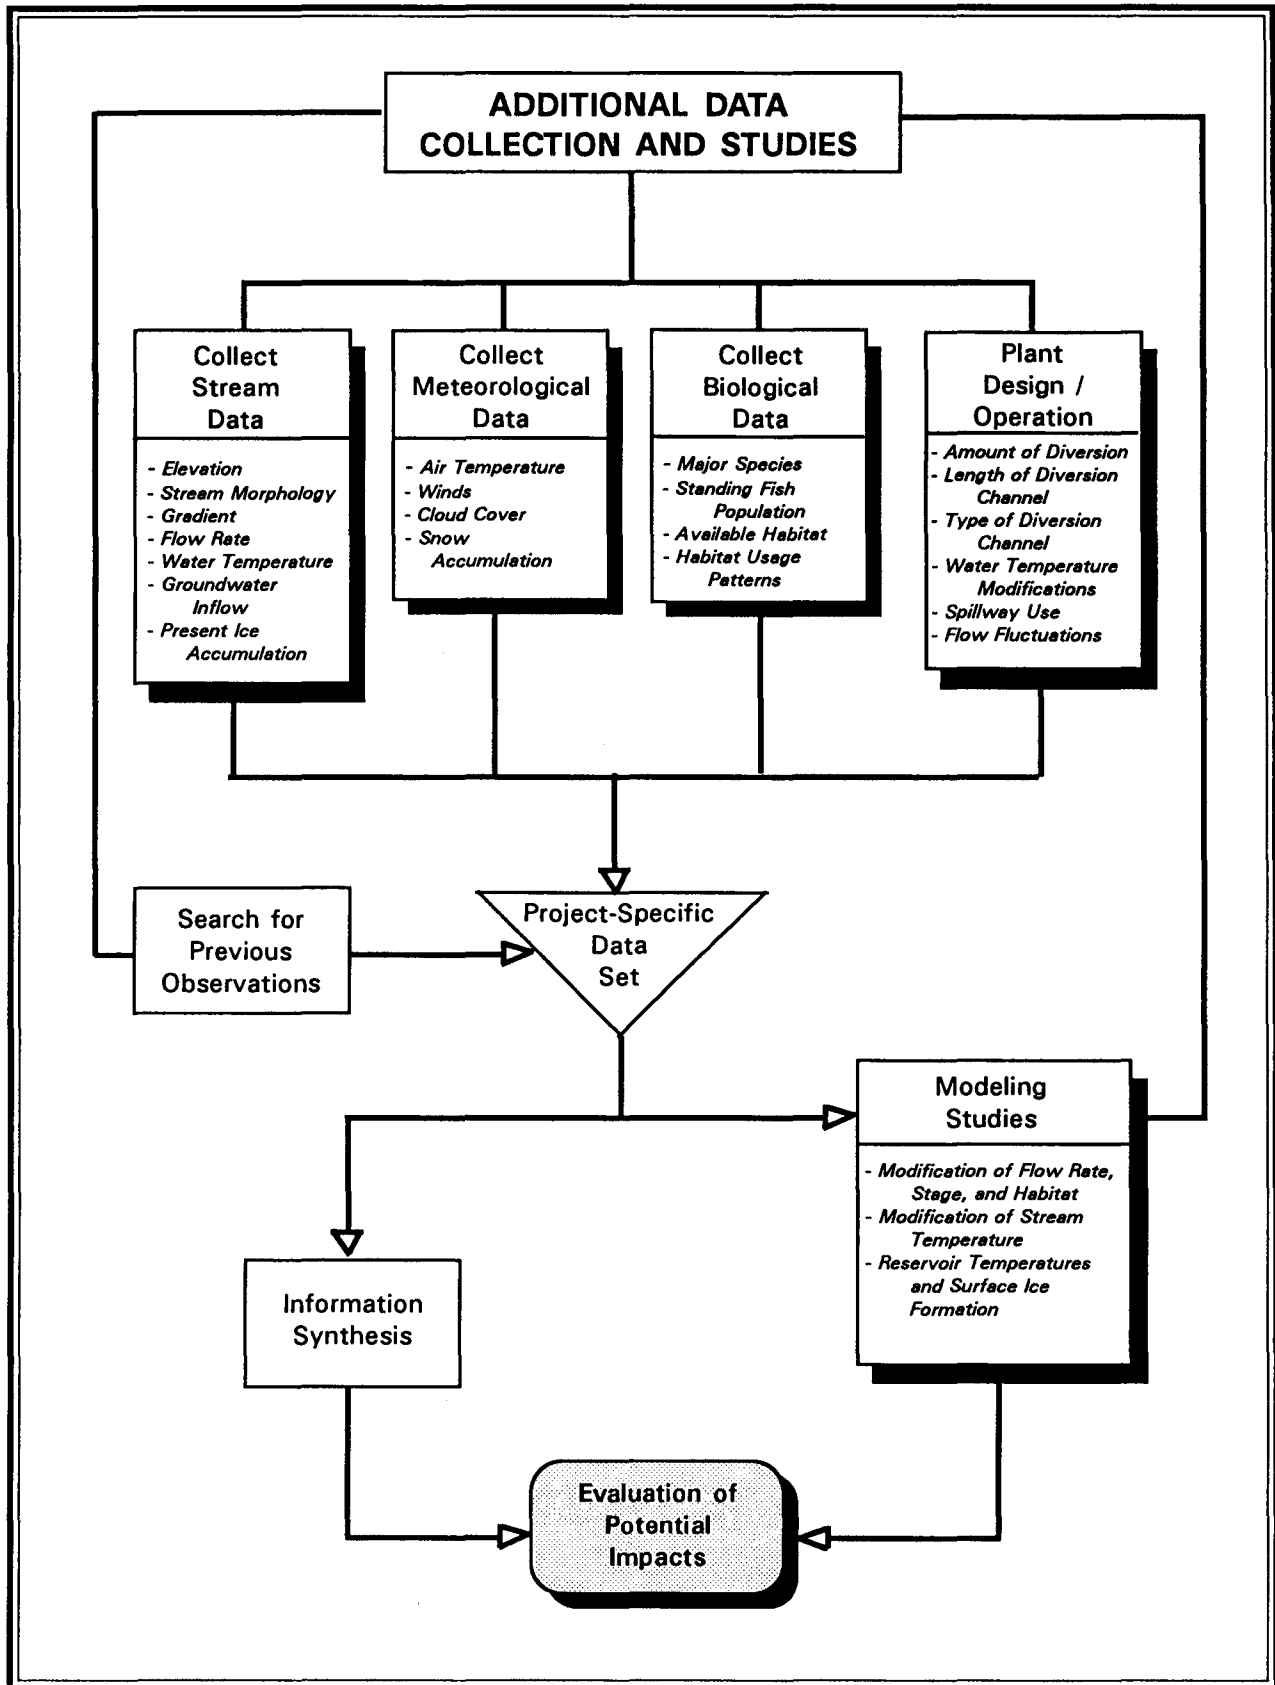 ADDITIONAL DATA
COLLECTION AND STUDIES
Collect
Stream
Data
- Elevation
- Stream Morphology
- Gradient
- Flow Rate
- Water Temperature
- Groundwater
Inflow
- Present Ice
Accumulation
Collect
Meteorological
Data
- Air Temperature
- Winds
- Cloud Cover
- Snow
Accumulation
Collect
Biological
Data
- Major Species
- Standing Fish
Population
- Available Habitat
- Habitat Usage
Patterns
Plant
Design /
Operation
- Amount of Diversion
- Length of Diversion
Channel
- Type of Diversion
Channel
- Water Temperature
Modifications
- Spillway Use
- Flow Fluctuations
Search for
Previous
Observations
Project-Specific
Data
Set
Modeling
Studies
- Modification of Flow Rate,
Stage, and Habitat
- Modification of Stream
Temperature
- Reservoir Temperatures
and Surface Ice
Formation
Information
Synthesis
Evaluation of
Potential
Impacts